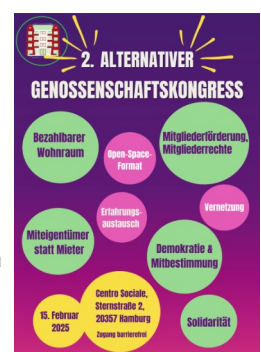 2. ALTERNATIVER
GENOSSENSCHAFTSKONGRESS
Bezahlbarer
Wohnraum
Open-Space-
Format
Mitgliederförderung,
Mitgliederrechte
Erfahrungs-
austausch
Vernetzung
Miteigentümer
statt Mieter
Demokratie &
Mitbestimmung
15. Februar
2025
Centro Sociale,
Sternstraße 2,
20357 Hamburg
Zugang barrierefrei
Solidarität